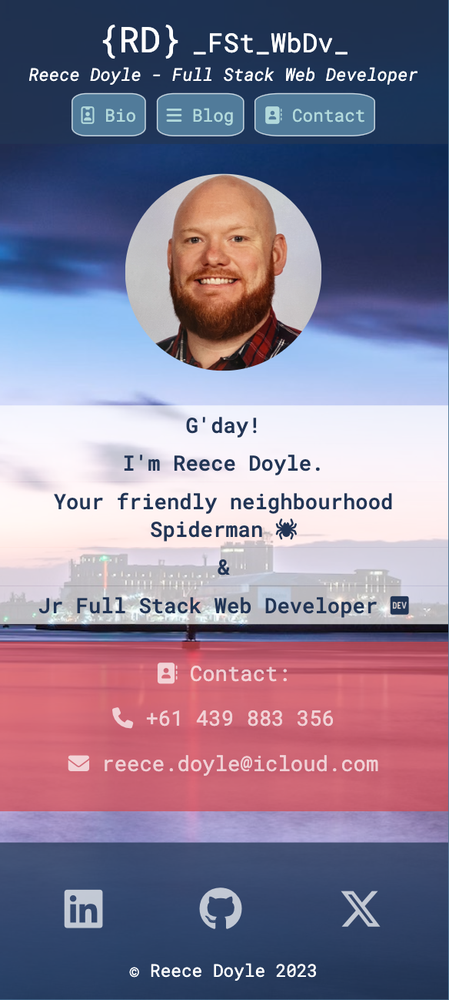 {RD} _FSt_WbDv_
Reece Doyle - Full Stack Web Developer
Bio Blog Contact
G'day!
I'm Reece Doyle.
Your friendly neighbourhood
Spiderman
&
Jr Full Stack Web Developer DEV
Contact:
+61 439 883 356
reece.doyle@icloud.com
in X
© Reece Doyle 2023